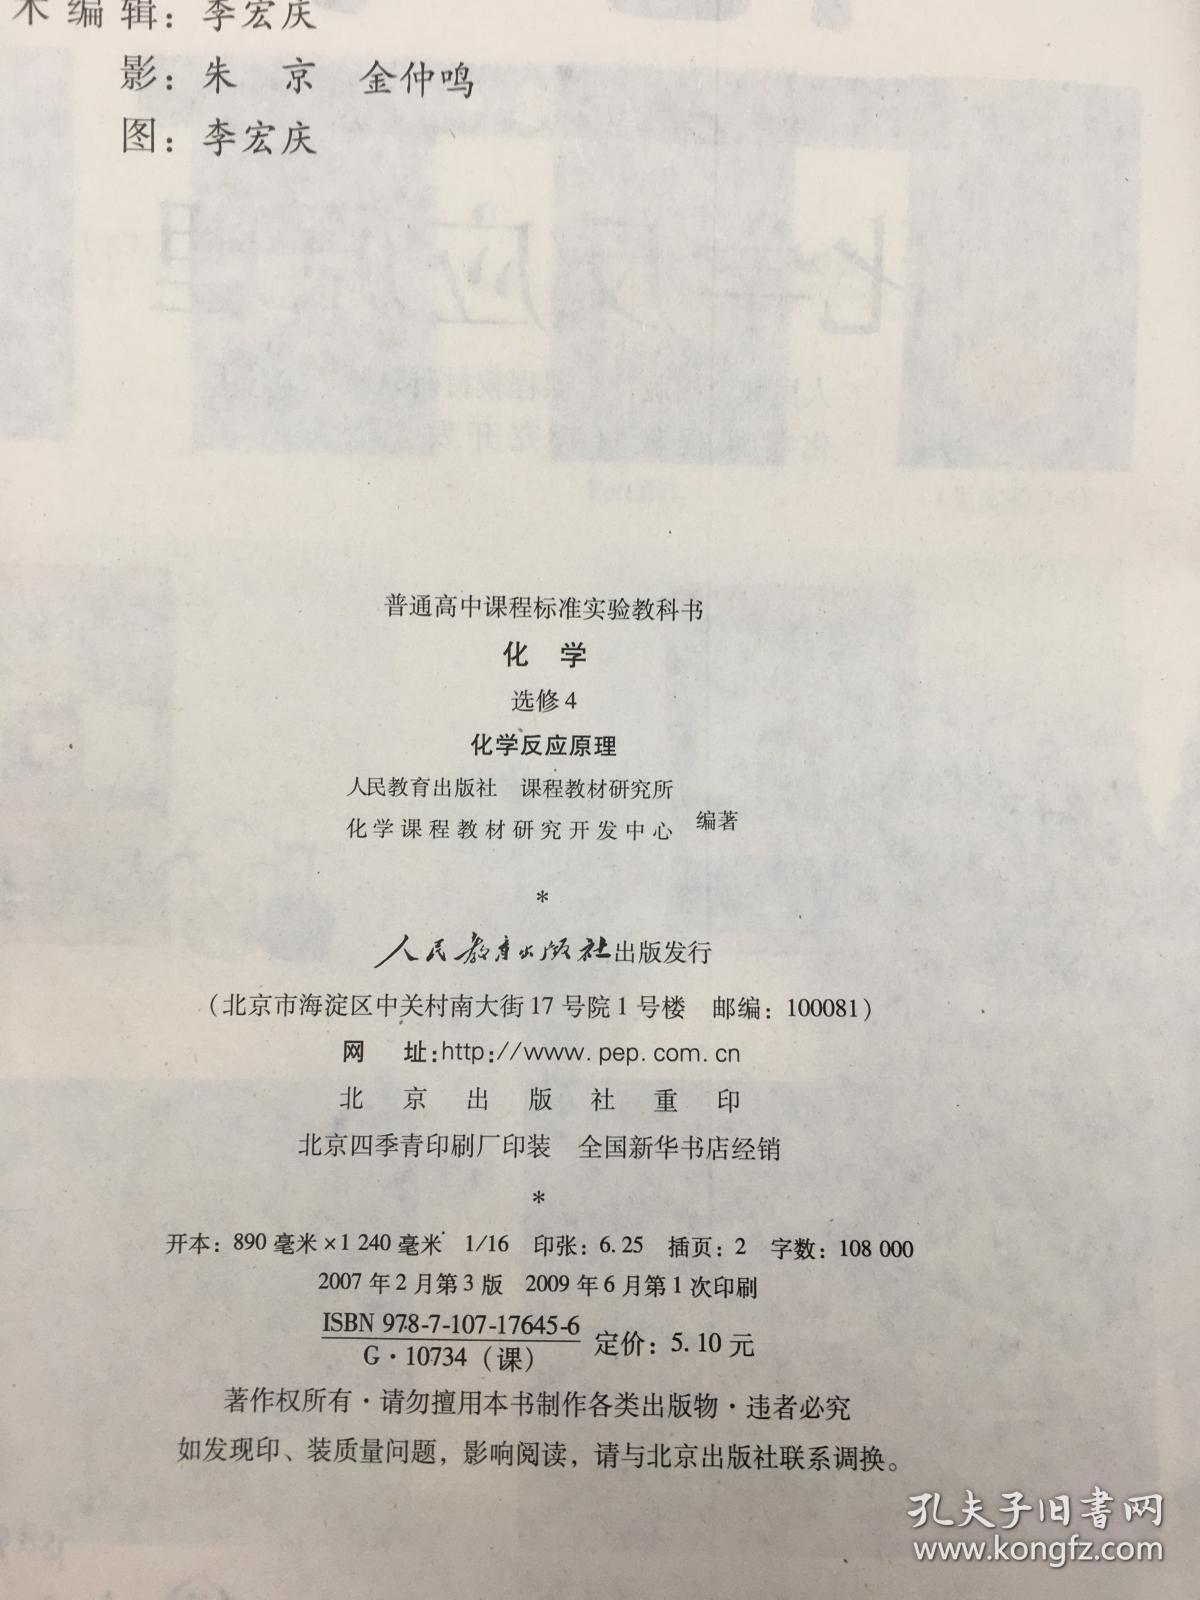 术编辑：李宏庆
影：朱 京 金仲鸣
图：李宏庆
普通高中课程标准实验教科书
化 学
选修4
化学反应原理
人民教育出版社 课程教材研究所
化学课程教材研究开发中心 编著
*
人民教育出版社出版发行
（北京市海淀区中关村南大街17号院1号楼 邮编：100081）
网 址:http://www.pep.com.cn
北京出版社重印
北京四季青印刷厂印装 全国新华书店经销
*
开本：890毫米×1 240毫米 1/16 印张：6.25 插页：2 字数：108 000
2007年2月第3版 2009年6月第1次印刷
ISBN 978-7-107-17645-6
G·10734（课） 定价：5.10元
著作权所有·请勿擅用本书制作各类出版物·违者必究
如发现印、装质量问题，影响阅读，请与北京出版社联系调换。
孔夫子旧书网
www.kongfz.com